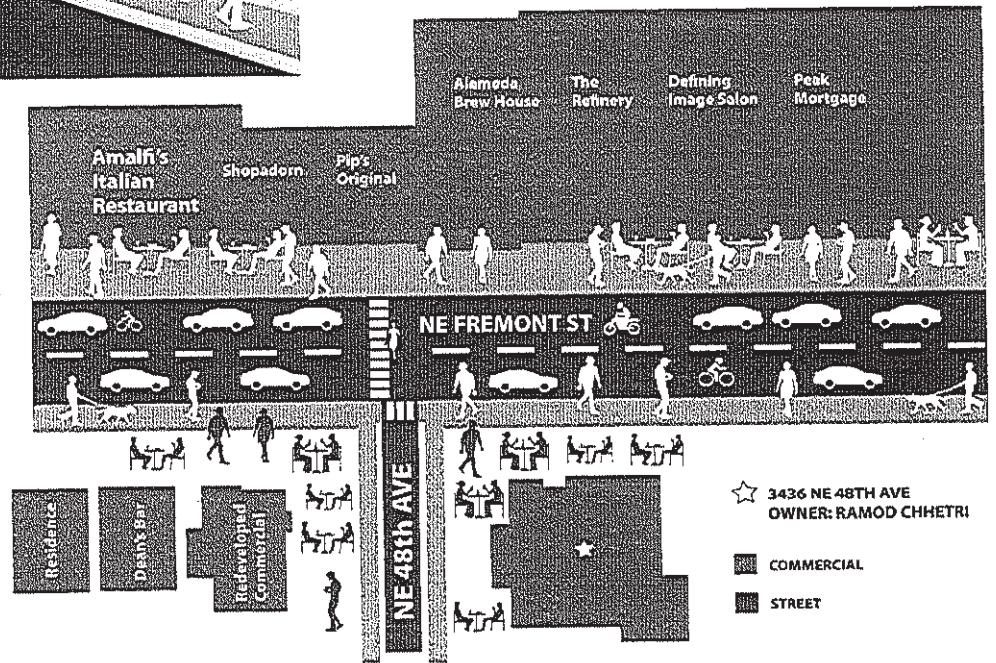 Alameda
Brew House
The
Refinery
Defining
Image Salon
Peak
Mortgage
Amalfi's
Italian
Restaurant
Shopadorn
Pip's
Original
NE FREMONT ST
NE 48th AVE
Residence
Dean's Bar
Redeveloped
Commercial
3436 NE 48TH AVE
OWNER: RAMOD CHHETRI
COMMERCIAL
STREET